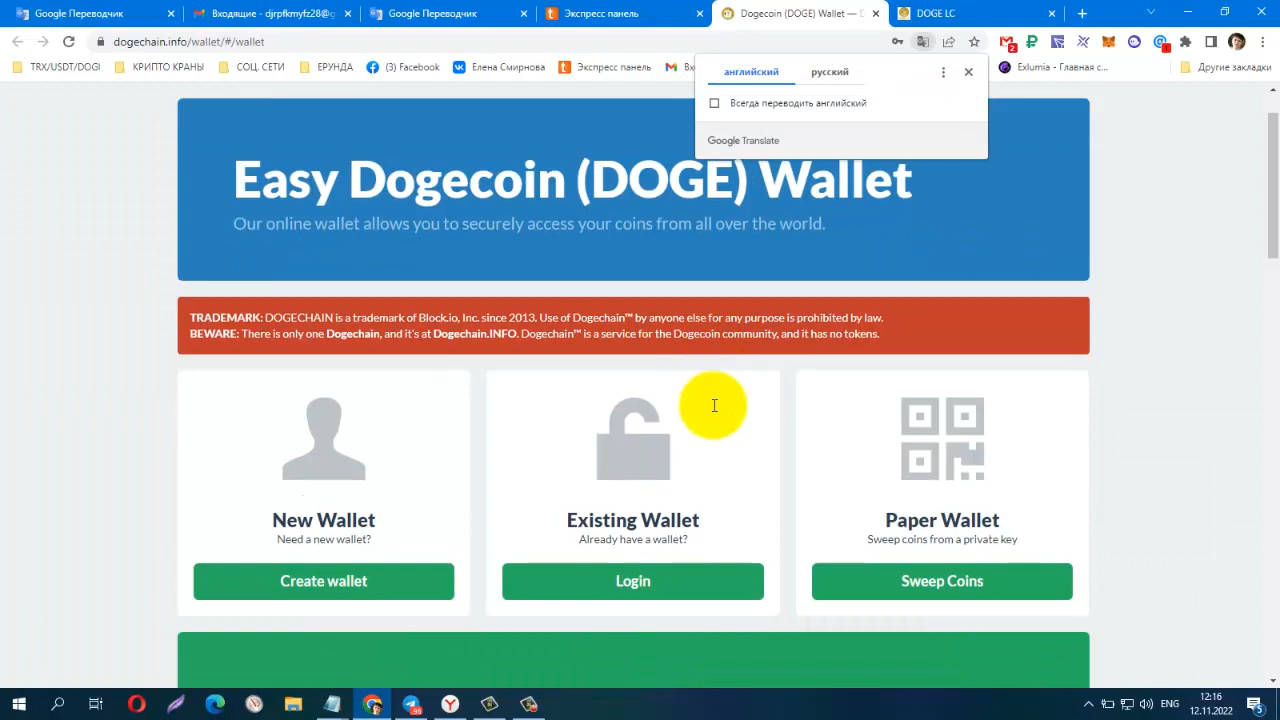 Google Переводчик
Входящие - djrpfkmyfz28@g
Google Переводчик
Экспресс панель
Dogecoin (DOGE) Wallet — D
DOGE LC
dogechain.info/wallet/#/wallet
2
1
TRX/USDT/DOGI
КРИПТО КРАНЫ
СОЦ. СЕТИ
ЕРУНДА
(3) Facebook
Елена Смирнова
Экспресс панель
Exlumia - Главная с...
Другие закладки
английский
русский
Всегда переводить английский
Google Translate
Easy Dogecoin (DOGE) Wallet
Our online wallet allows you to securely access your coins from all over the world.
TRADEMARK: DOGECHAIN is a trademark of Block.io, Inc. since 2013. Use of Dogechain™ by anyone else for any purpose is prohibited by law.
BEWARE: There is only one Dogechain, and it's at Dogechain.INFO. Dogechain™ is a service for the Dogecoin community, and it has no tokens.
New Wallet
Need a new wallet?
Create wallet
Existing Wallet
Already have a wallet?
Login
Paper Wallet
Sweep coins from a private key
Sweep Coins
ENG
12:16
12.11.2022
5